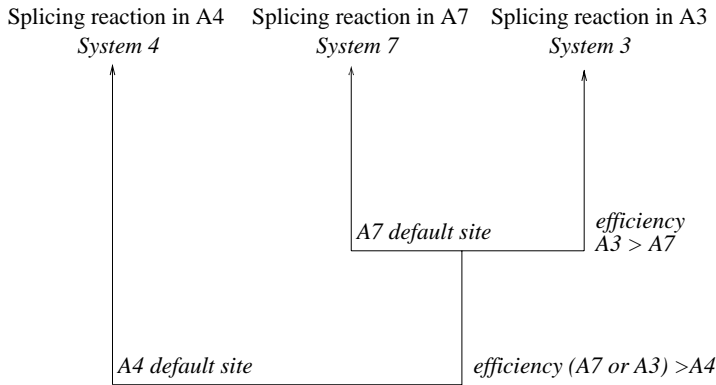 Splicing reaction in A4 Splicing reaction in A7 Splicing reaction in A3
System 4 System 7 System 3
efficiency
A7 default site A3 > A7
A4 default site efficiency (A7 or A3) >A4